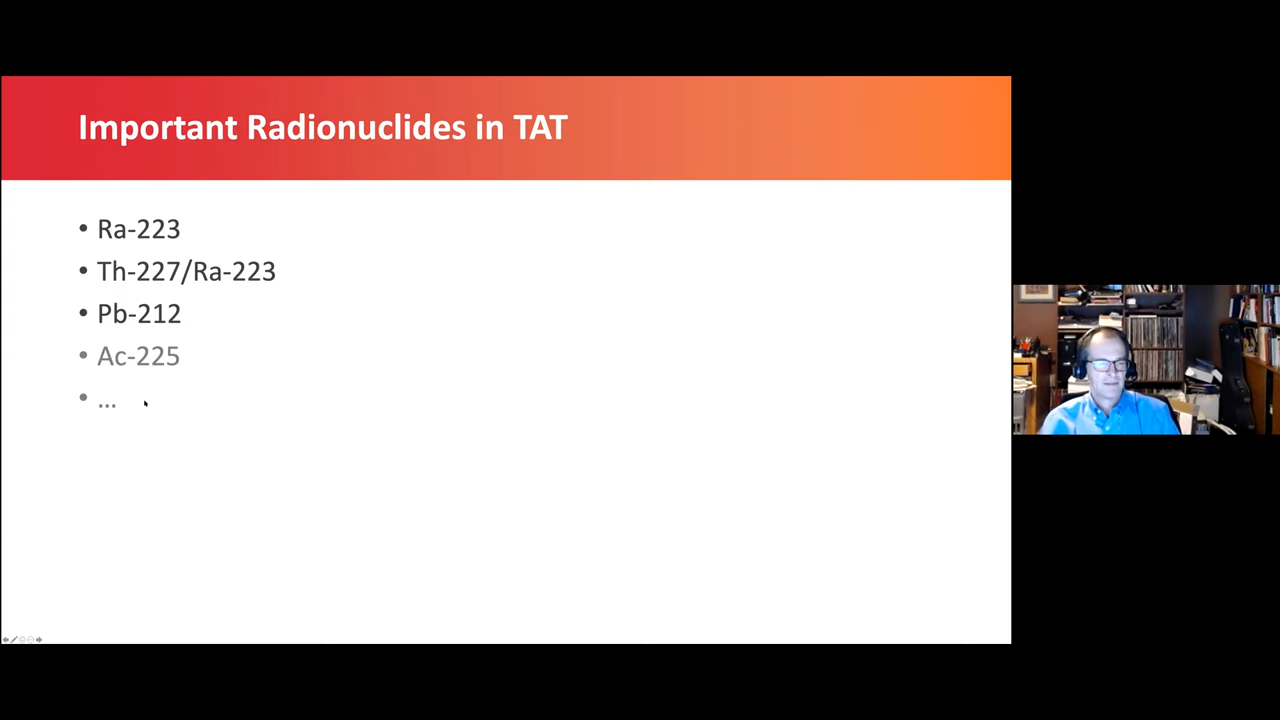 Important Radionuclides in TAT
• Ra-223
• Th-227/Ra-223
• Pb-212
• Ac-225
• ...